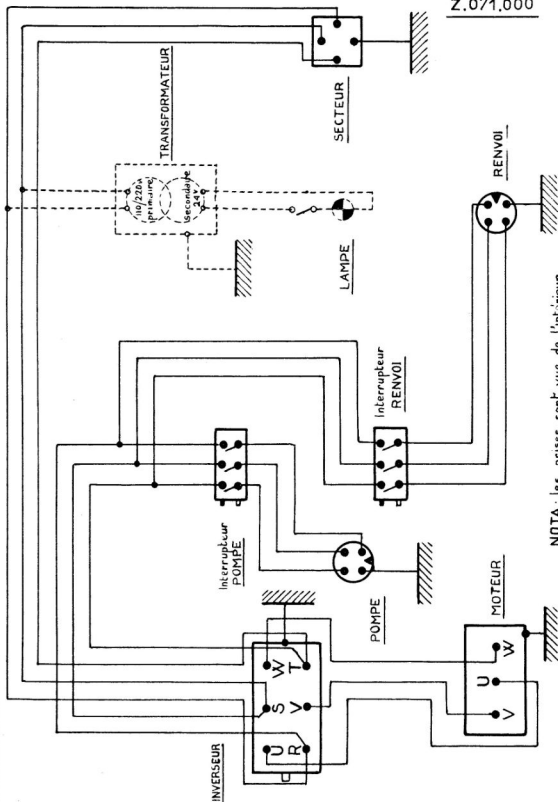 Z.071.000
TRANSFORMATEUR
110/220v
primaire
secondaire
24v
SECTEUR
LAMPE
RENVOI
Interrupteur
RENVOI
Interrupteur
POMPE
POMPE
INVERSEUR
U S W
R V T
MOTEUR
V U W
NOTA: les prises sont vue de l'intérieur